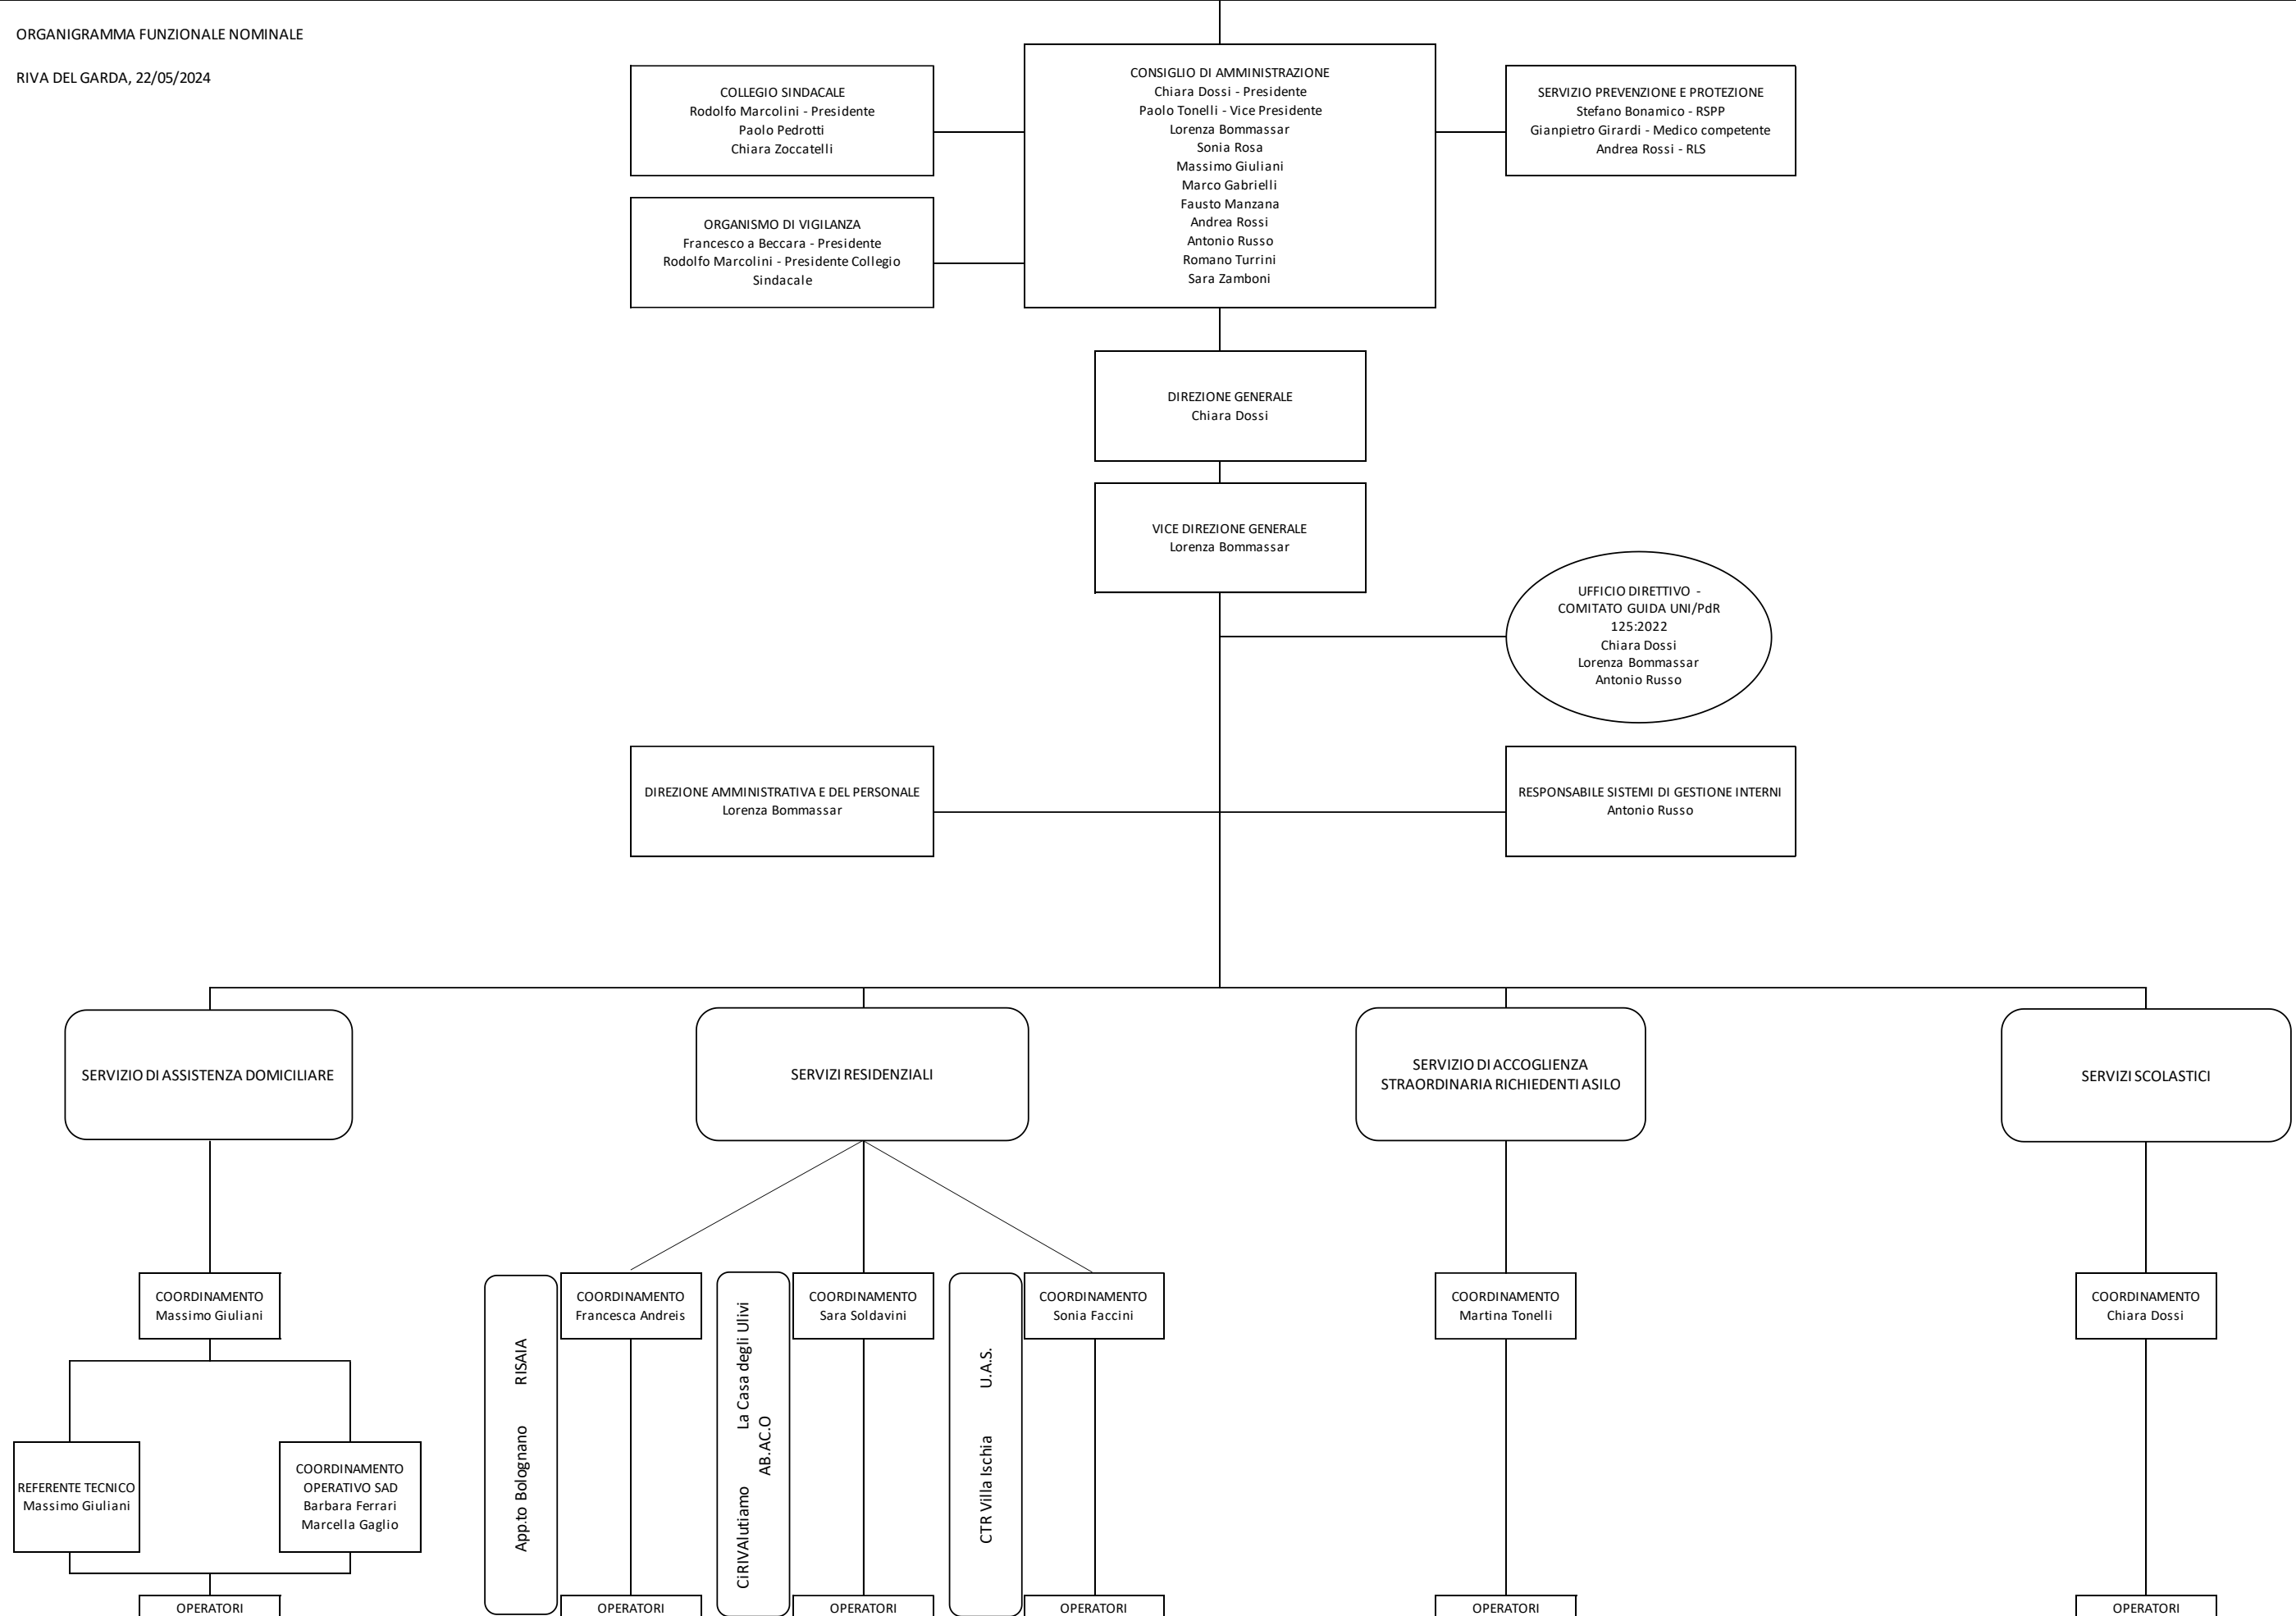 ORGANIGRAMMA FUNZIONALE NOMINALE
RIVA DEL GARDA, 22/05/2024
COLLEGIO SINDACALE
Rodolfo Marcolini - Presidente
Paolo Pedrotti
Chiara Zoccatelli
CONSIGLIO DI AMMINISTRAZIONE
Chiara Dossi - Presidente
Paolo Tonelli - Vice Presidente
Lorenza Bommassar
Sonia Rosa
Massimo Giuliani
Marco Gabrielli
Fausto Manzana
Andrea Rossi
Antonio Russo
Romano Turrini
Sara Zamboni
SERVIZIO PREVENZIONE E PROTEZIONE
Stefano Bonamico - RSPP
Gianpietro Girardi - Medico competente
Andrea Rossi - RLS
ORGANISMO DI VIGILANZA
Francesco a Beccara - Presidente
Rodolfo Marcolini - Presidente Collegio
Sindacale
DIREZIONE GENERALE
Chiara Dossi
VICE DIREZIONE GENERALE
Lorenza Bommassar
UFFICIO DIRETTIVO -
COMITATO GUIDA UNI/PdR
125:2022
Chiara Dossi
Lorenza Bommassar
Antonio Russo
DIREZIONE AMMINISTRATIVA E DEL PERSONALE
Lorenza Bommassar
RESPONSABILE SISTEMI DI GESTIONE INTERNI
Antonio Russo
SERVIZIO DI ASSISTENZA DOMICILIARE
SERVIZI RESIDENZIALI
SERVIZIO DI ACCOGLIENZA
STRAORDINARIA RICHIEDENTI ASILO
SERVIZI SCOLASTICI
COORDINAMENTO
Massimo Giuliani
REFERENTE TECNICO
Massimo Giuliani
COORDINAMENTO
OPERATIVO SAD
Barbara Ferrari
Marcella Gaglio
OPERATORI
App.to Bolognano RISAIA
COORDINAMENTO
Francesca Andreis
OPERATORI
CiRIVAlutiamo La Casa degli Ulivi
AB.AC.O
COORDINAMENTO
Sara Soldavini
OPERATORI
CTR Villa Ischia U.A.S.
COORDINAMENTO
Sonia Faccini
OPERATORI
COORDINAMENTO
Martina Tonelli
OPERATORI
COORDINAMENTO
Chiara Dossi
OPERATORI